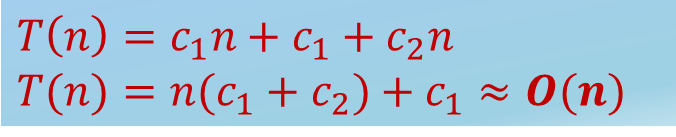 T(n) = c₁n + c₁ + c₂n
T(n) = n(c₁ + c₂) + c₁ ≈ O(n)